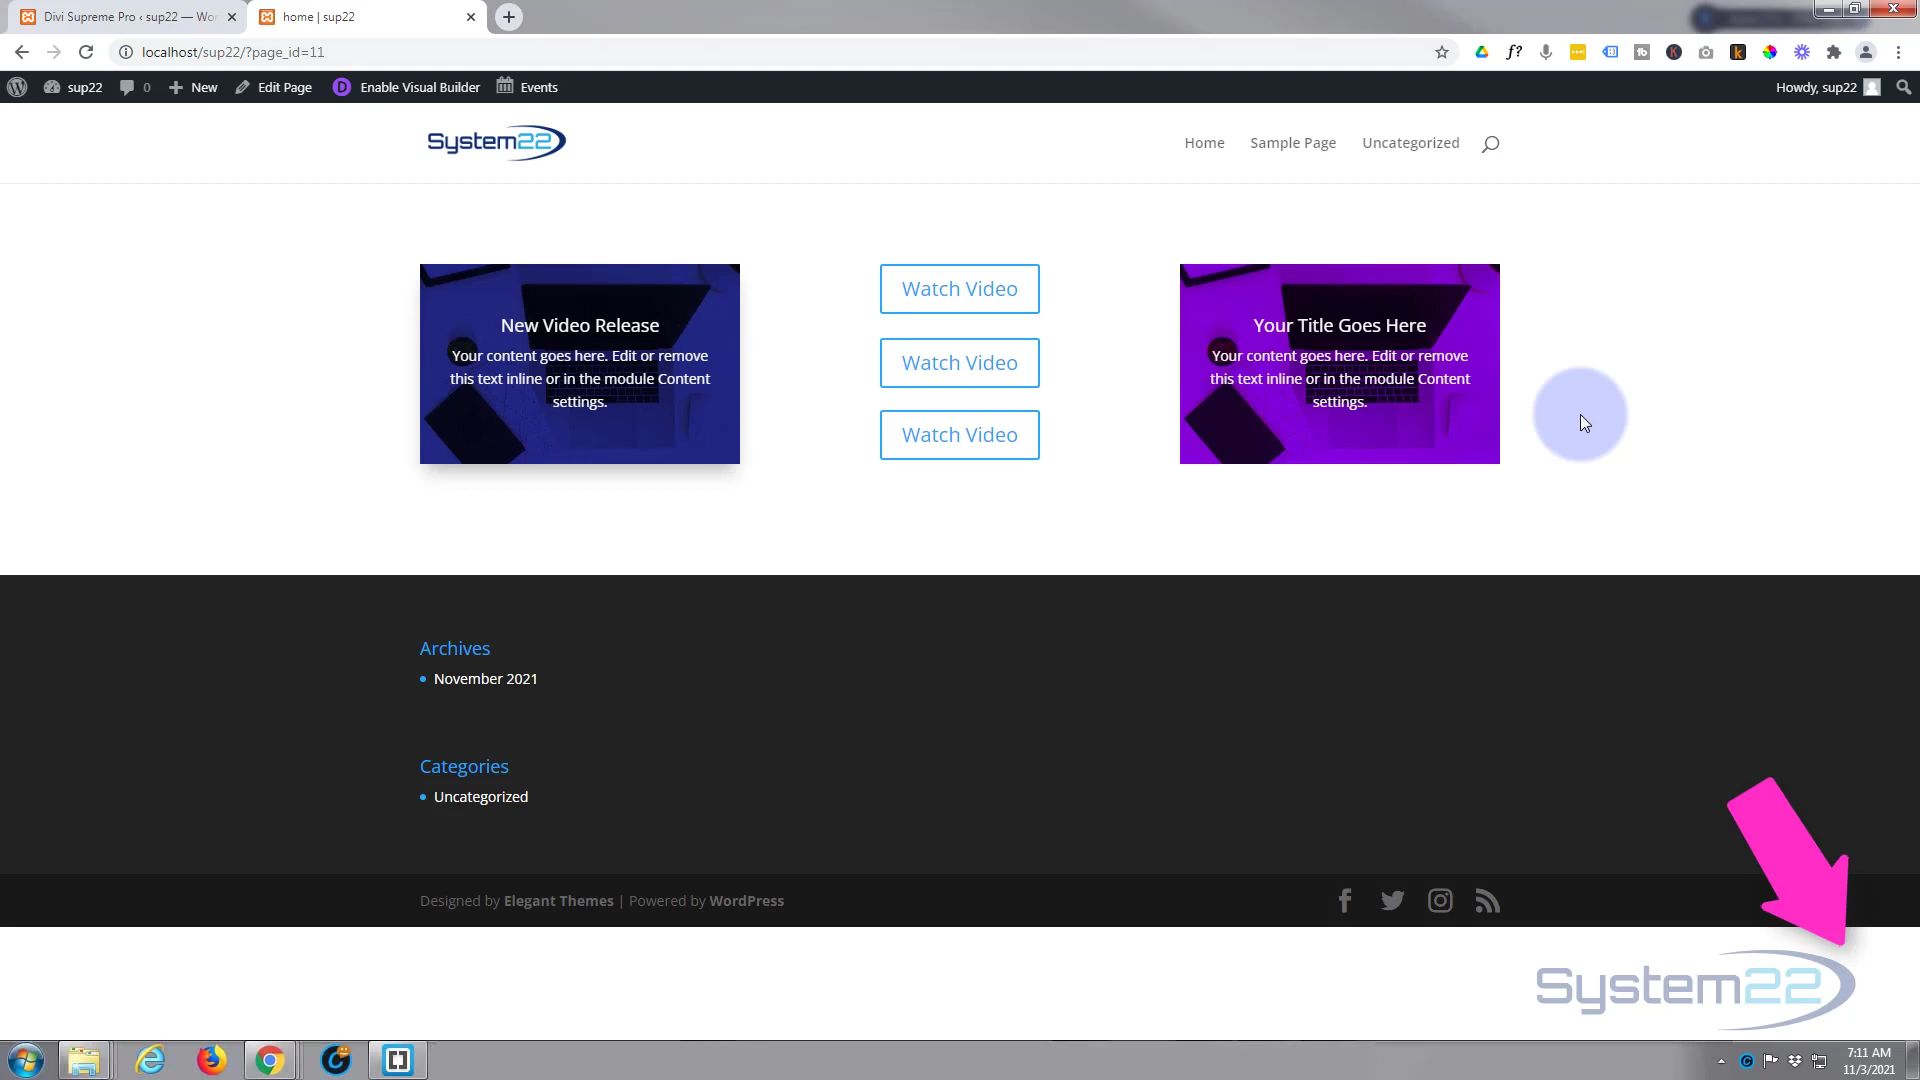 Divi Supreme Pro ‹ sup22 — Wor
home | sup22
localhost/sup22/?page_id=11
sup22
0
New
Edit Page
Enable Visual Builder
Events
Howdy, sup22
System22
Home
Sample Page
Uncategorized
New Video Release
Your content goes here. Edit or remove
this text inline or in the module Content
settings.
Watch Video
Watch Video
Watch Video
Your Title Goes Here
Your content goes here. Edit or remove
this text inline or in the module Content
settings.
Archives
November 2021
Categories
Uncategorized
Designed by Elegant Themes | Powered by WordPress
System22
7:11 AM
11/3/2021